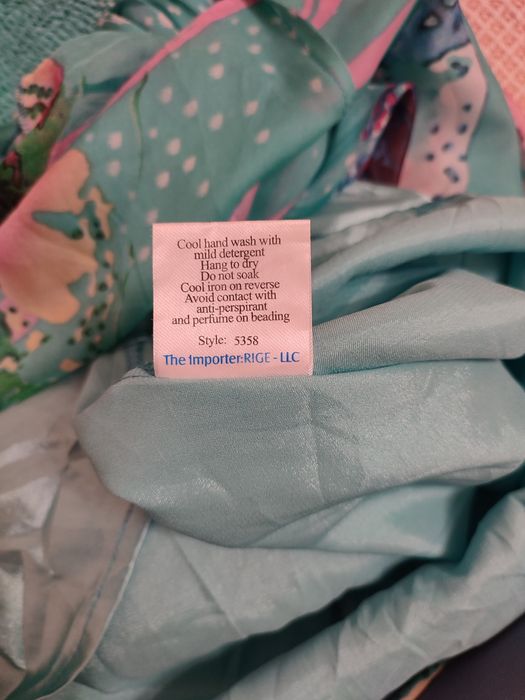 Cool hand wash with
mild detergent
Hang to dry
Do not soak
Cool iron on reverse
Avoid contact with
anti-perspirant
and perfume on beading
Style: 5358
The Importer:RIGE - LLC